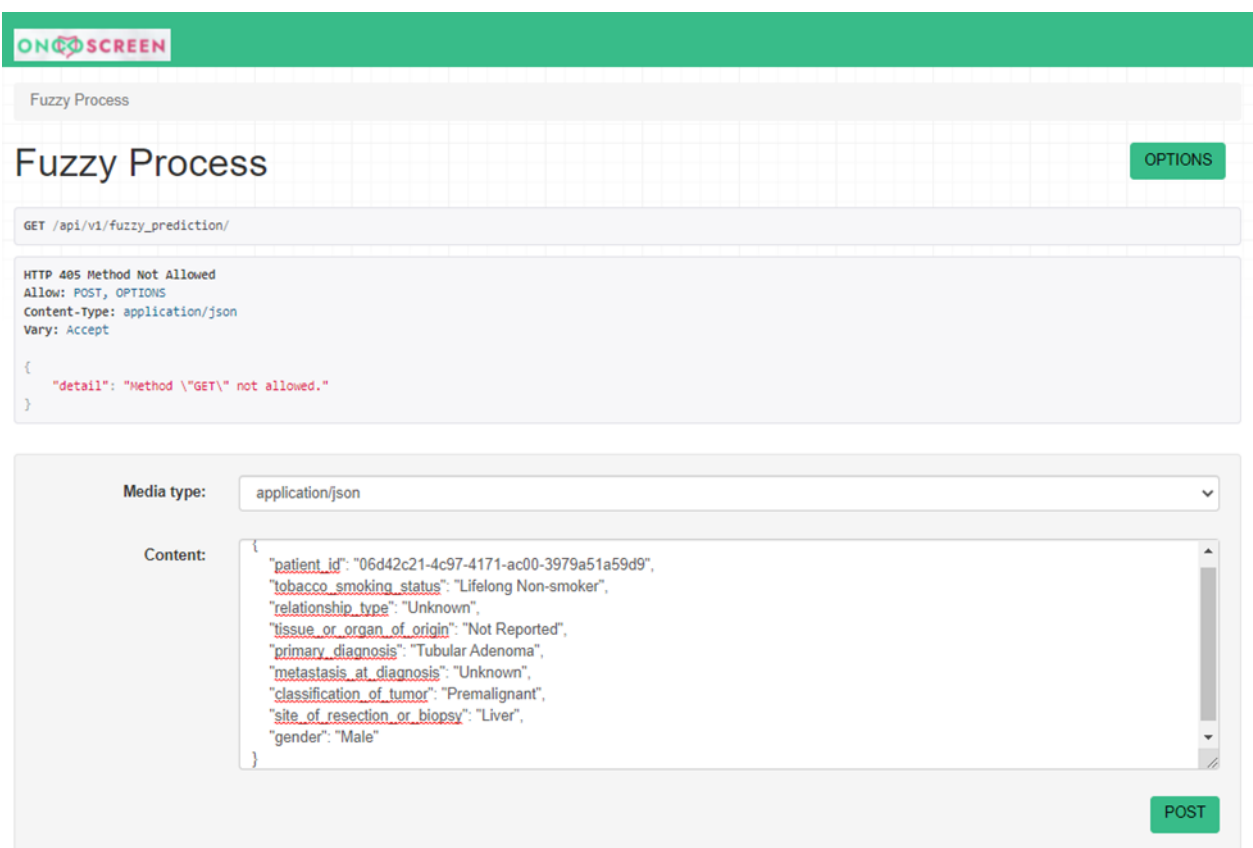 ONCOSCREEN
Fuzzy Process
Fuzzy Process
OPTIONS
GET /api/v1/fuzzy_prediction/
HTTP 405 Method Not Allowed
Allow: POST, OPTIONS
Content-Type: application/json
Vary: Accept
{
"detail": "Method \"GET\" not allowed."
}
Media type: application/json
Content: {
"patient_id": "06d42c21-4c97-4171-ac00-3979a51a59d9",
"tobacco_smoking_status": "Lifelong Non-smoker",
"relationship_type": "Unknown",
"tissue_or_organ_of_origin": "Not Reported",
"primary_diagnosis": "Tubular Adenoma",
"metastasis_at_diagnosis": "Unknown",
"classification_of_tumor": "Premalignant",
"site_of_resection_or_biopsy": "Liver",
"gender": "Male"
}
POST